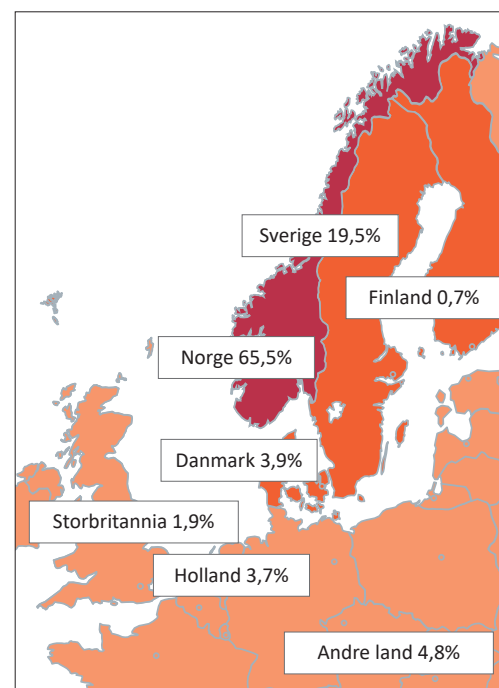 Sverige 19,5%
Finland 0,7%
Norge 65,5%
Danmark 3,9%
Storbritannia 1,9%
Holland 3,7%
Andre land 4,8%